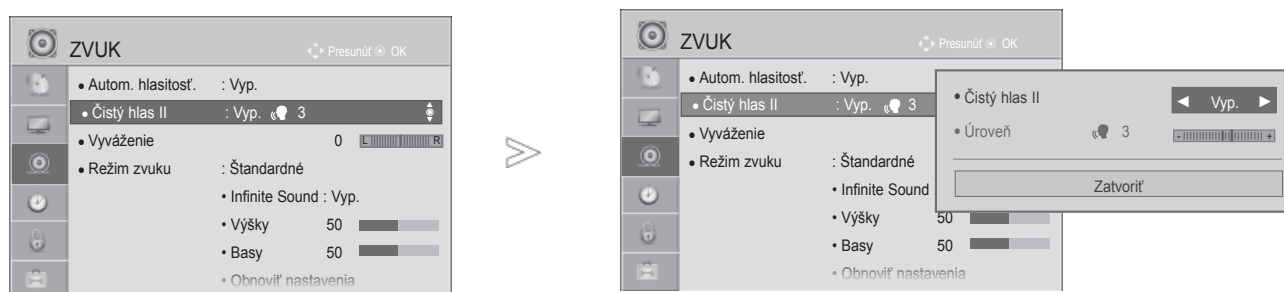 ZVUK Presunúť OK
• Autom. hlasitosť. : Vyp.
• Čistý hlas II : Vyp. 3
• Vyváženie 0 L R
• Režim zvuku : Štandardné
• Infinite Sound : Vyp.
• Výšky 50
• Basy 50
• Obnoviť nastavenia
ZVUK Presunúť OK
• Autom. hlasitosť. : Vyp.
• Čistý hlas II : Vyp. 3
• Vyváženie
• Režim zvuku : Štandardné
• Infinite Sound :
• Výšky 50
• Basy 50
• Obnoviť nastavenia
• Čistý hlas II ◄ Vyp. ►
• Úroveň 3 - +
Zatvoriť